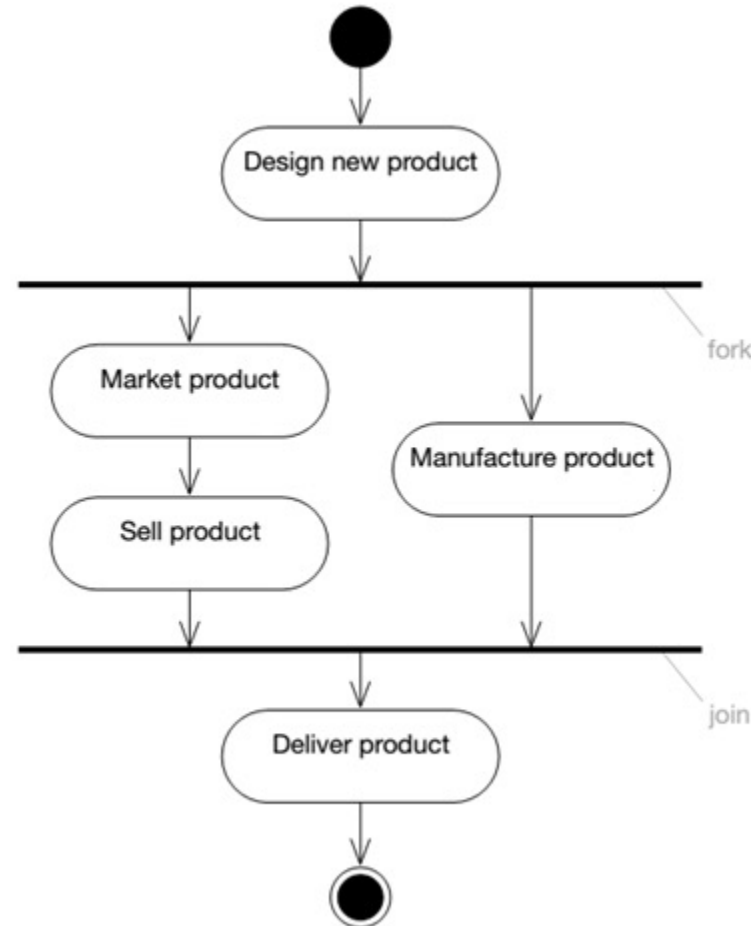 Design new product
fork
Market product
Manufacture product
Sell product
join
Deliver product